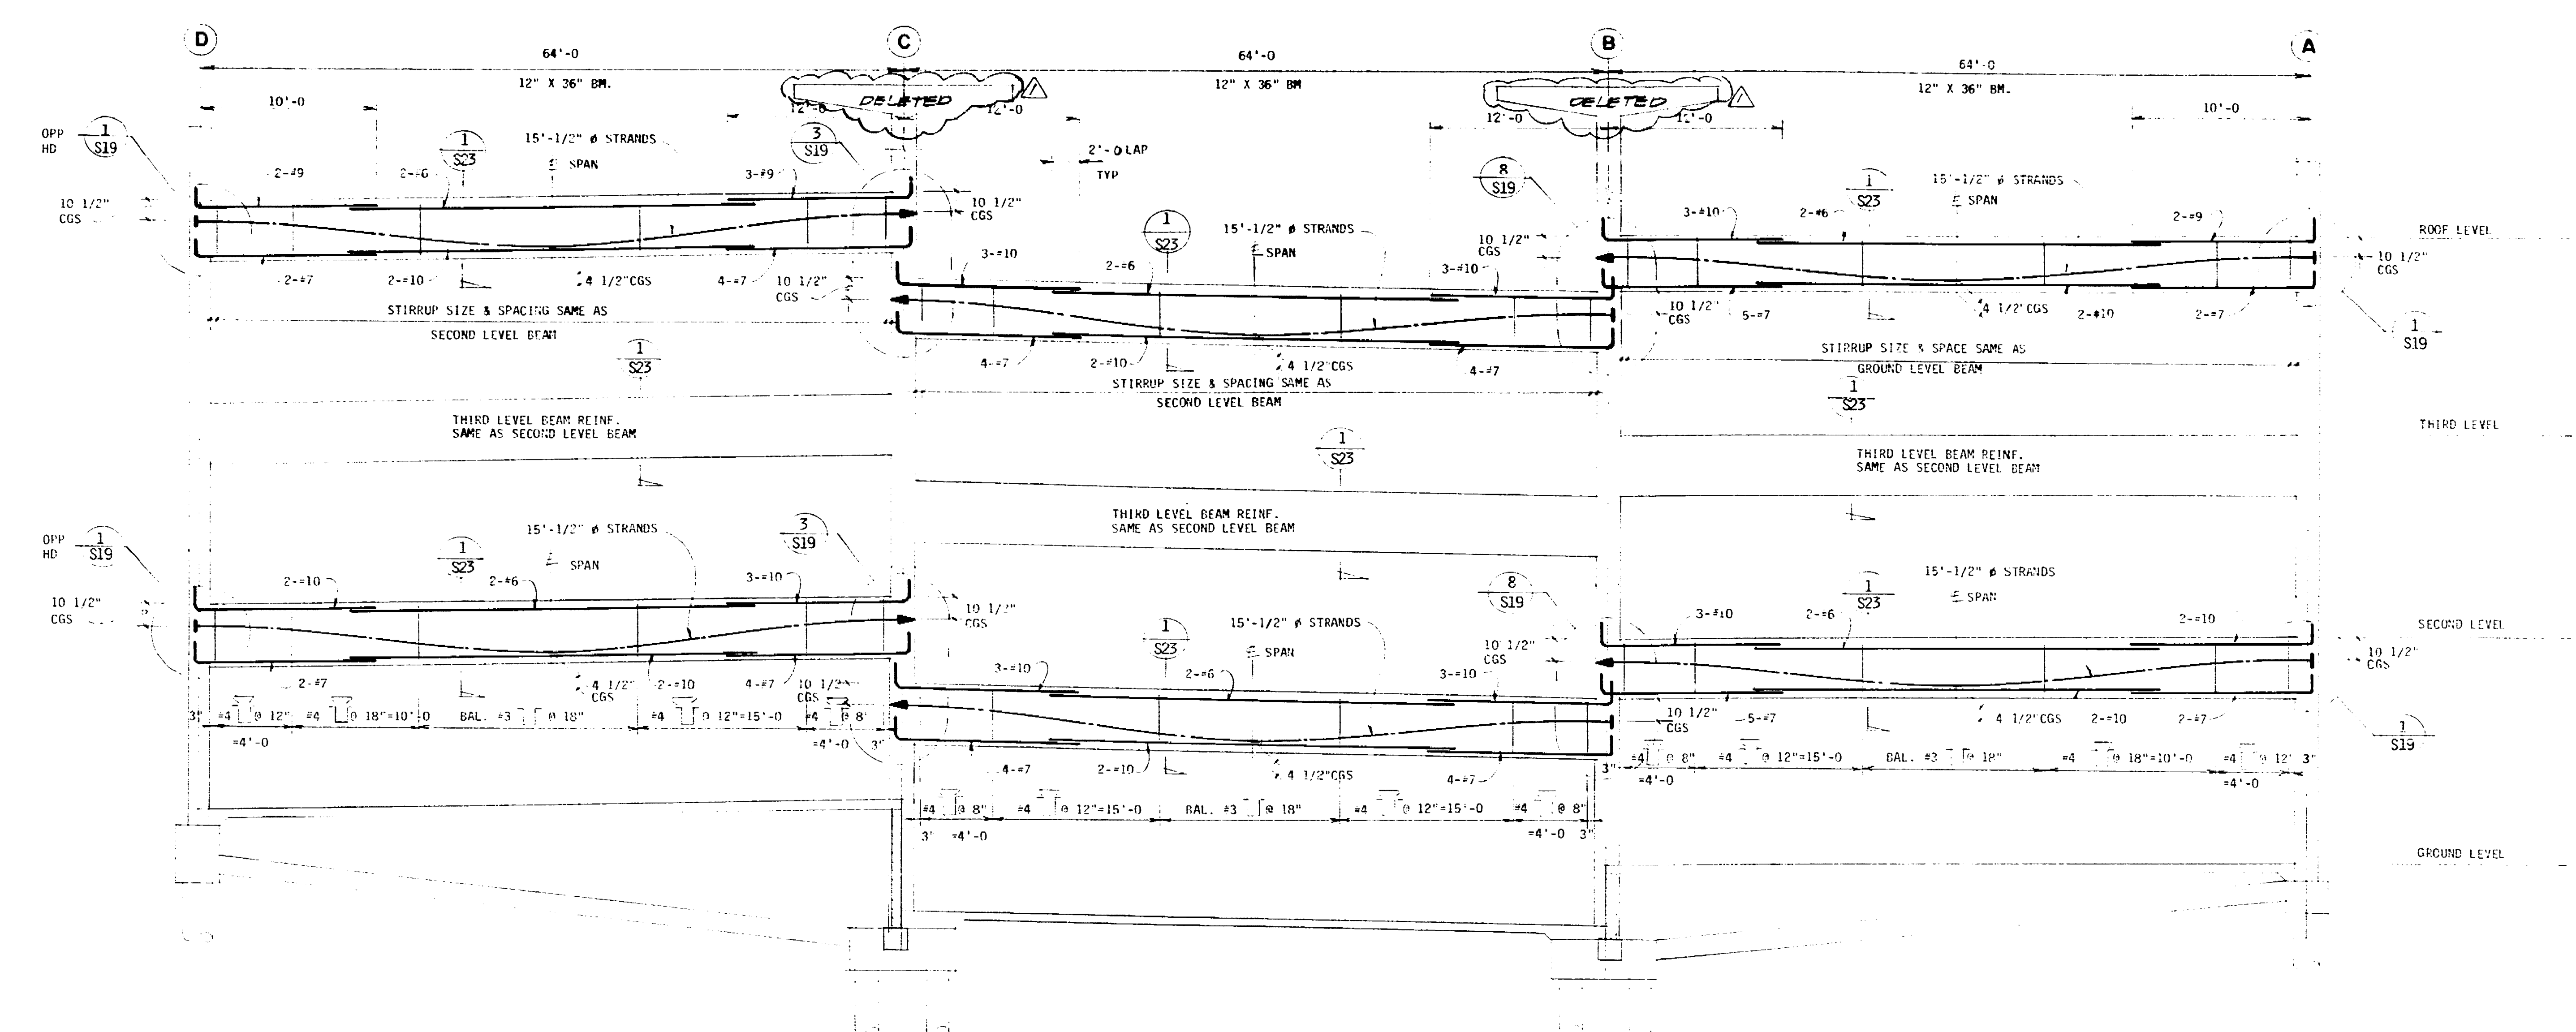 D
C
B
A
64'-0
64'-0
64'-0
12" X 36" BM.
12" X 36" BM
12" X 36" BM.
DELETED
DELETED
10'-0
12'-0
12'-0
12'-0
12'-0
10'-0
OPP
HD
1
S19
1
S23
15'-1/2" ø STRANDS
SPAN
3
S19
2'-0 LAP
TYP
8
S19
1
S23
15'-1/2" ø STRANDS
SPAN
2-#9
2-#6
3-#9
10 1/2"
CGS
10 1/2"
CGS
1
S23
15'-1/2" ø STRANDS
SPAN
10 1/2"
CGS
3-#10
2-#6
2-#9
ROOF LEVEL
10 1/2"
CGS
2-#7
2-#10
4 1/2"CGS
4-#7
10 1/2"
CGS
3-#10
2-#6
3-#10
10 1/2"
CGS
5-#7
4 1/2"CGS
2-#10
2-#7
1
S19
STIRRUP SIZE & SPACING SAME AS
SECOND LEVEL BEAM
4-#7
2-#10
4 1/2"CGS
4-#7
STIRRUP SIZE & SPACE SAME AS
GROUND LEVEL BEAM
1
S23
STIRRUP SIZE & SPACING SAME AS
SECOND LEVEL BEAM
1
S23
THIRD LEVEL BEAM REINF.
SAME AS SECOND LEVEL BEAM
1
S23
THIRD LEVEL
THIRD LEVEL BEAM REINF.
SAME AS SECOND LEVEL BEAM
THIRD LEVEL BEAM REINF.
SAME AS SECOND LEVEL BEAM
OPP
HD
1
S19
1
S23
15'-1/2" ø STRANDS
SPAN
3
S19
8
S19
1
S23
15'-1/2" ø STRANDS
SPAN
2-#10
2-#6
3-#10
10 1/2"
CGS
10 1/2"
CGS
1
S23
15'-1/2" ø STRANDS
SPAN
10 1/2"
CGS
3-#10
2-#6
2-#10
SECOND LEVEL
10 1/2"
CGS
2-#7
4 1/2"
CGS
2-#10
4-#7
10 1/2"
CGS
3-#10
2-#6
3-#10
10 1/2"
CGS
5-#7
4 1/2"CGS
2-#10
2-#7
1
S19
3" #4 @ 12" #4 @ 18"=10'-0 BAL. #3 @ 18" #4 @ 12"=15'-0 #4 @ 8"
=4'-0
=4'-0 3"
4-#7
2-#10
4 1/2"CGS
4-#7
3" #4 @ 8" #4 @ 12"=15'-0 BAL. #3 @ 18" #4 @ 18"=10'-0 #4 @ 12" 3"
=4'-0
=4'-0
#4 @ 8" #4 @ 12"=15'-0 BAL. #3 @ 18" #4 @ 12"=15'-0 #4 @ 8"
3" =4'-0
=4'-0 3"
GROUND LEVEL